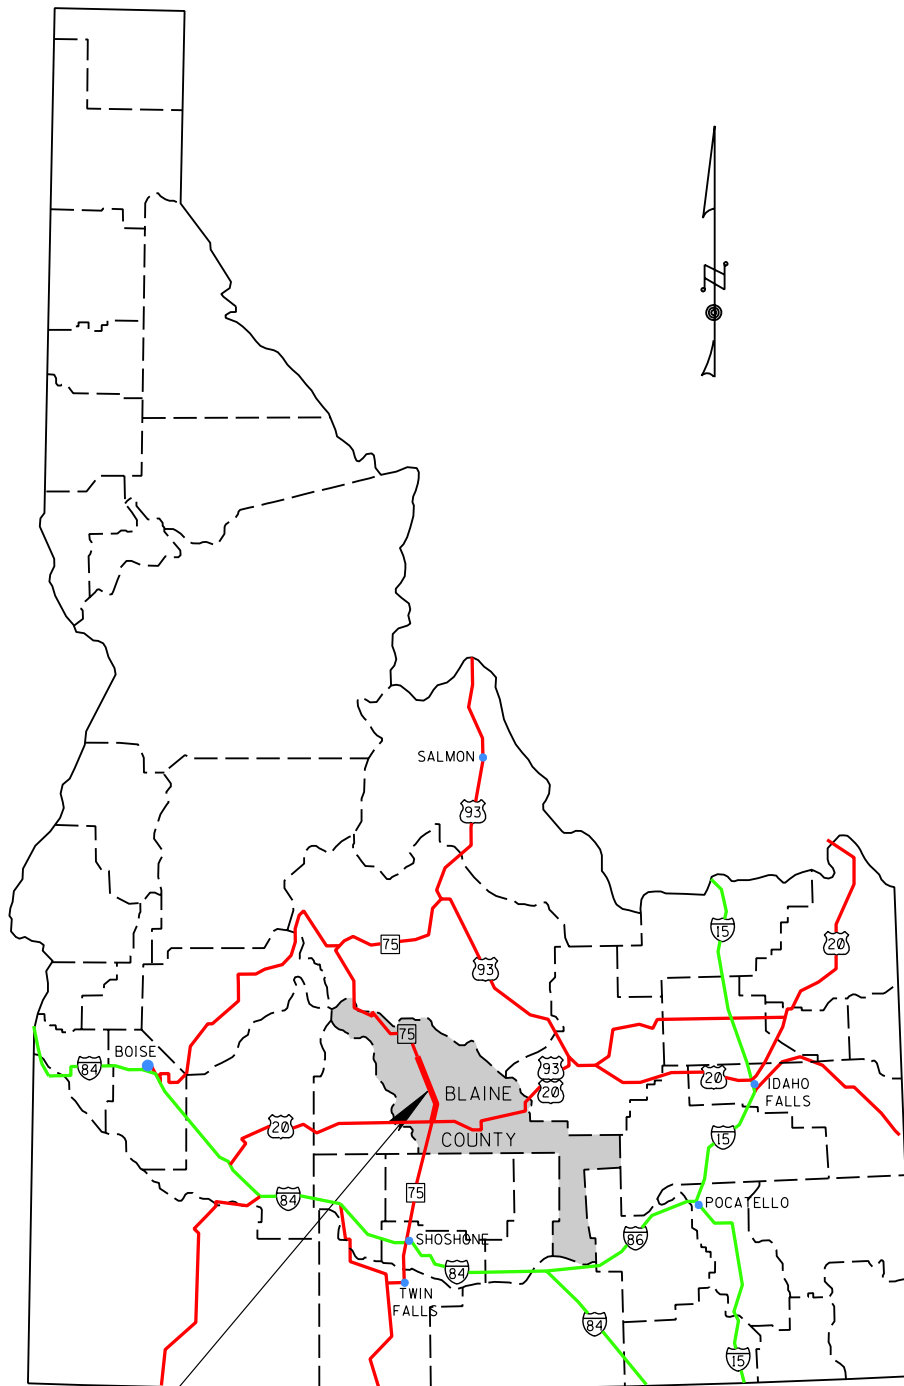 N
SALMON
93
75
15
20
93
75
BOISE
84
93
20
20
IDAHO
FALLS
BLAINE
20
COUNTY
15
75
84
POCATELLO
SHOSHONE
86
84
TWIN
FALLS
84
15